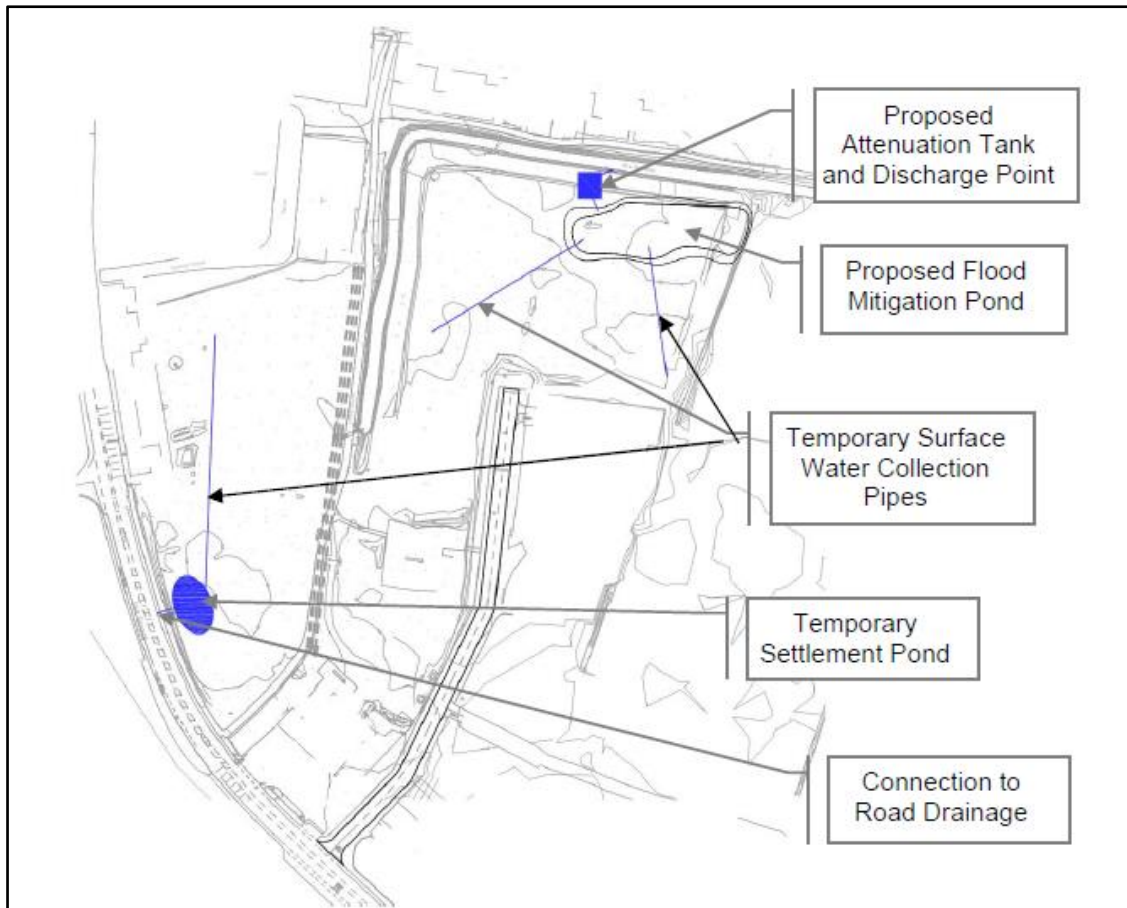 Proposed
Attenuation Tank
and Discharge Point
Proposed Flood
Mitigation Pond
Temporary Surface
Water Collection
Pipes
Temporary
Settlement Pond
Connection to
Road Drainage